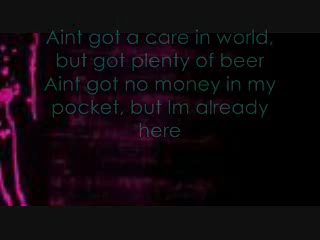 Aint got a care in world,
but got plenty of beer
Aint got no money in my
pocket, but Im already
here